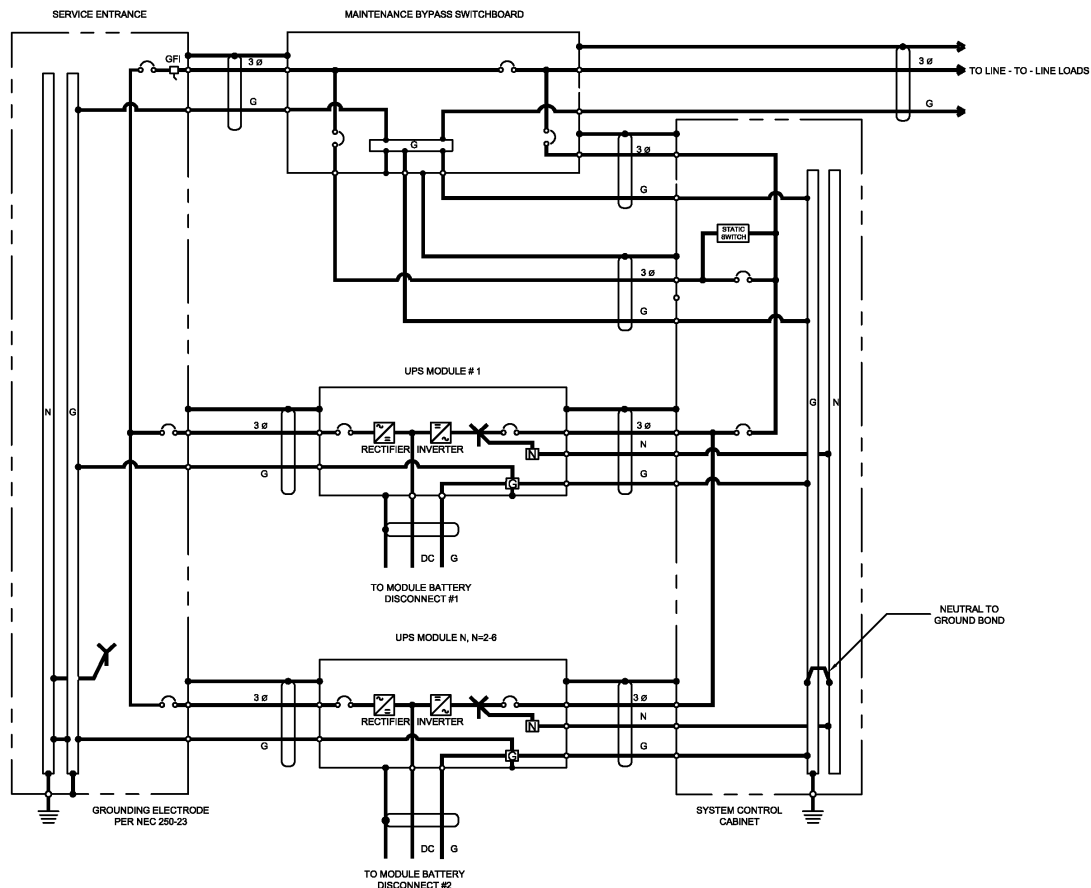 SERVICE ENTRANCE
MAINTENANCE BYPASS SWITCHBOARD
GFI
3 ø
3 ø
TO LINE - TO - LINE LOADS
G
G
G
3 ø
G
STATIC
SWITCH
3 ø
G
UPS MODULE # 1
N
G
G
N
3 ø
3 ø
RECTIFIER
INVERTER
N
N
G
G
G
DC
G
TO MODULE BATTERY
DISCONNECT #1
NEUTRAL TO
GROUND BOND
UPS MODULE N, N=2-6
3 ø
3 ø
RECTIFIER
INVERTER
N
N
G
G
G
GROUNDING ELECTRODE
PER NEC 250-23
SYSTEM CONTROL
CABINET
DC
G
TO MODULE BATTERY
DISCONNECT #2